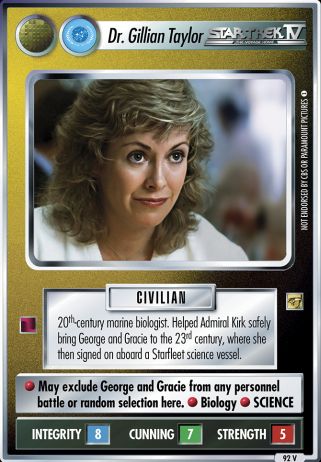 Dr. Gillian Taylor
STAR TREK IV
THE VOYAGE HOME
NOT ENDORSED BY CBS OR PARAMOUNT PICTURES
CIVILIAN
20th-century marine biologist. Helped Admiral Kirk safely
bring George and Gracie to the 23rd century, where she
then signed on aboard a Starfleet science vessel.
● May exclude George and Gracie from any personnel
battle or random selection here. ● Biology ● SCIENCE
INTEGRITY 8 CUNNING 7 STRENGTH 5
92 V